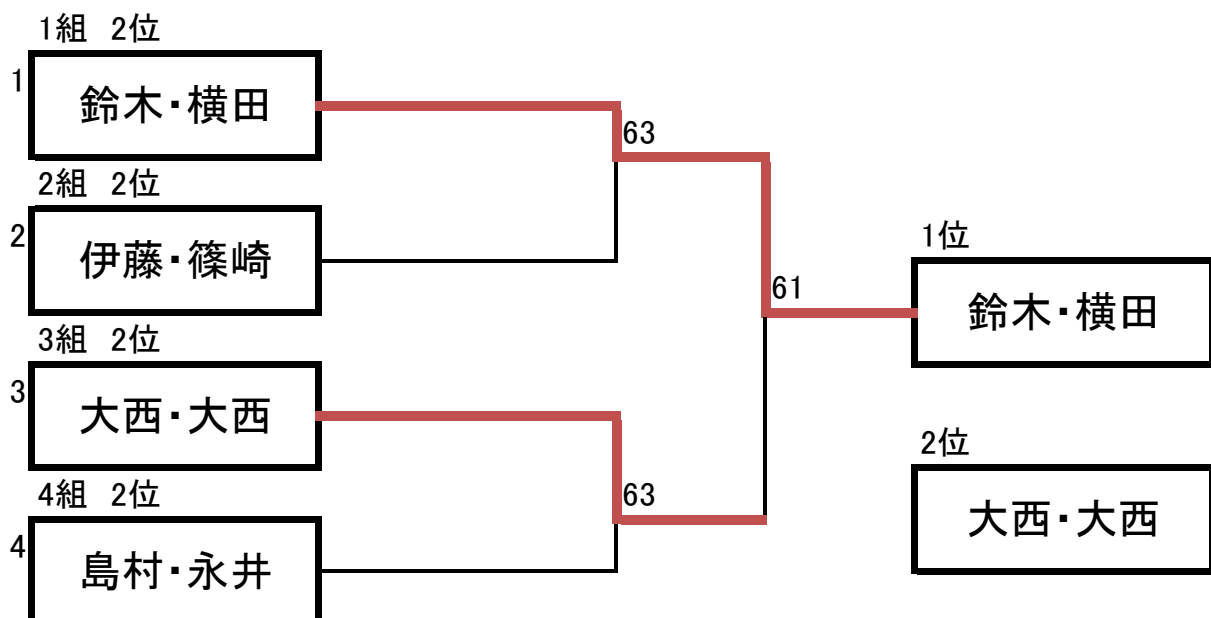 1組 2位
1
鈴木・横田
63
2組 2位
2
伊藤・篠崎
61
1位
鈴木・横田
3組 2位
3
大西・大西
63
2位
大西・大西
4組 2位
4
島村・永井